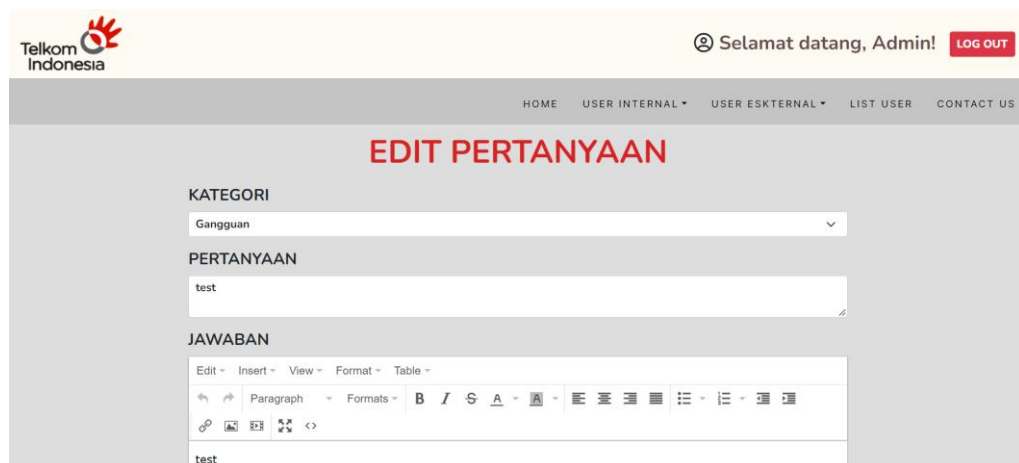 Telkom
Indonesia
Selamat datang, Admin! LOG OUT
HOME USER INTERNAL USER ESKTERNAL LIST USER CONTACT US
EDIT PERTANYAAN
KATEGORI
Gangguan
PERTANYAAN
test
JAWABAN
Edit Insert View Format Table
Paragraph Formats B I S A A
test